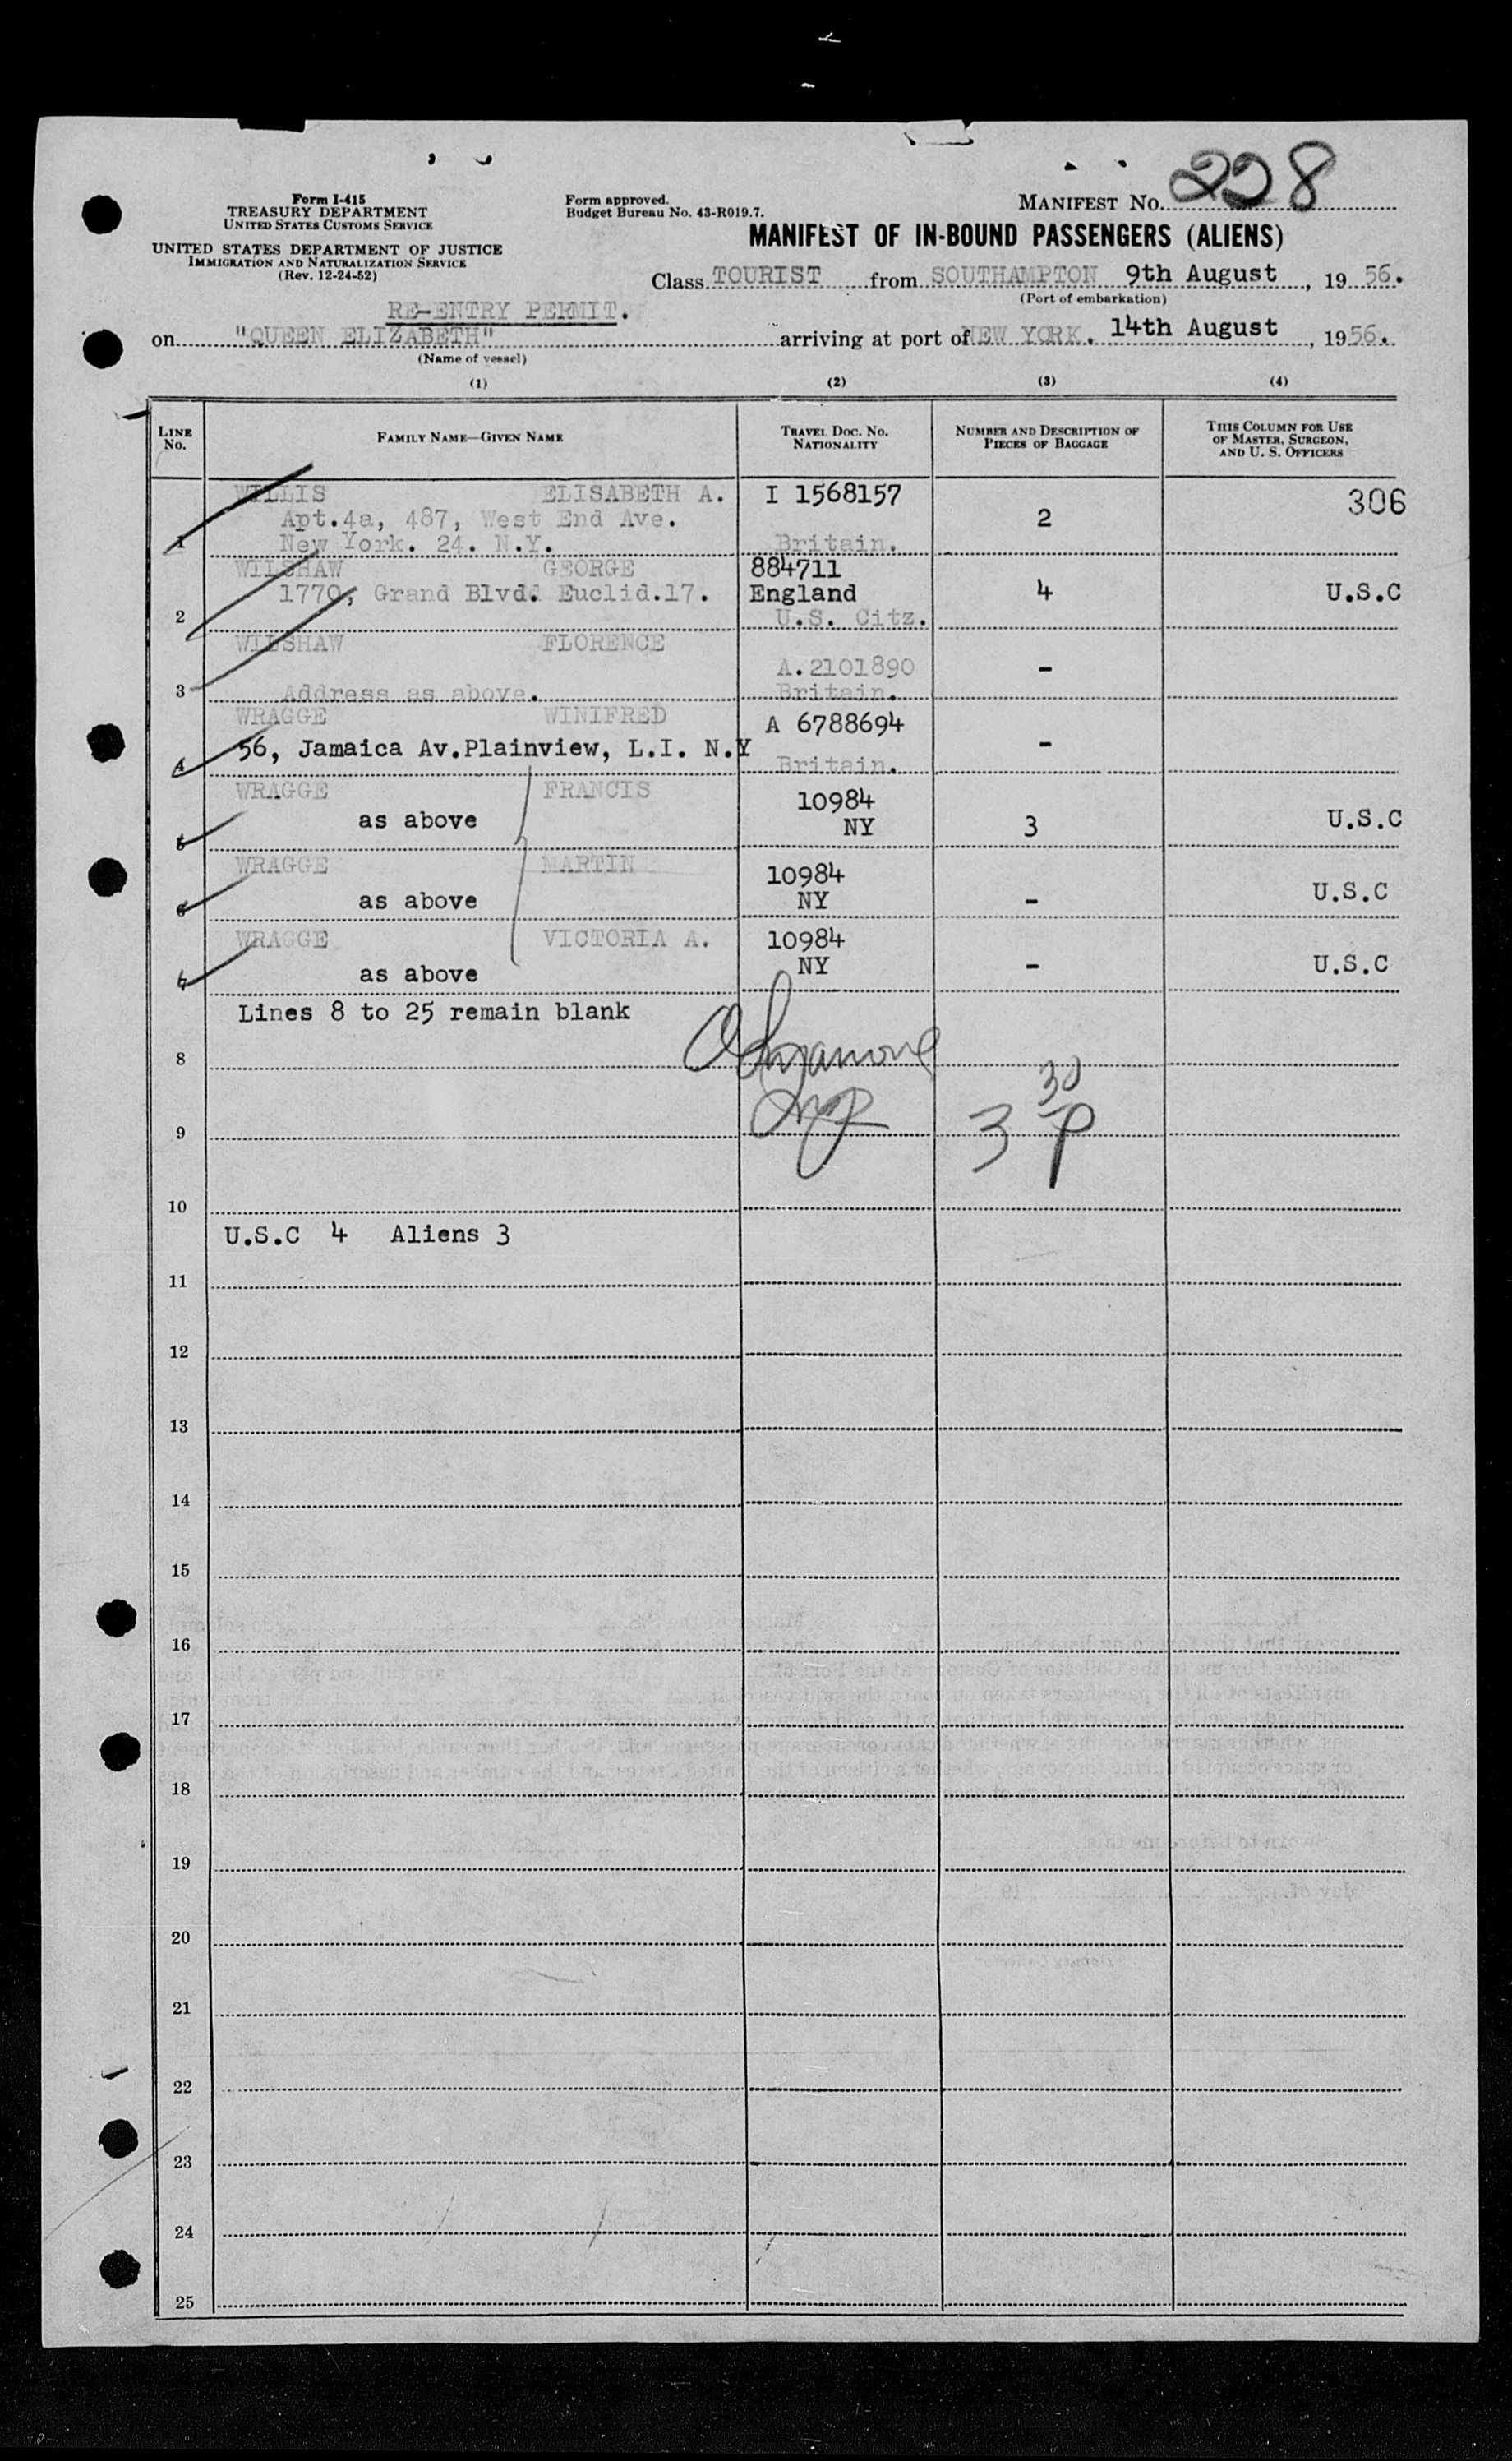 Form I-415
TREASURY DEPARTMENT
UNITED STATES CUSTOMS SERVICE
UNITED STATES DEPARTMENT OF JUSTICE
IMMIGRATION AND NATURALIZATION SERVICE
(Rev. 12-24-52)
Form approved.
Budget Bureau No. 43-R019.7.
MANIFEST NO. 228
MANIFEST OF IN-BOUND PASSENGERS (ALIENS)
Class TOURIST from SOUTHAMPTON 9th August, 19 56.
(Port of embarkation)
RE-ENTRY PERMIT.
on "QUEEN ELIZABETH" arriving at port of NEW YORK. 14th August, 1956.
(Name of vessel)
(1) (2) (3) (4)
LINE NO. FAMILY NAME—GIVEN NAME TRAVEL DOC. NO. NATIONALITY NUMBER AND DESCRIPTION OF PIECES OF BAGGAGE THIS COLUMN FOR USE OF MASTER, SURGEON, AND U. S. OFFICERS
WILLIS ELISABETH A. I 1568157 306
Apt.4a, 487, West End Ave. 2
1 New York. 24. N.Y. Britain.
WILSHAW GEORGE 884711
1770, Grand Blvd. Euclid.17. England 4 U.S.C
2 U.S. Citz.
WILSHAW FLORENCE
A.2101890 -
3 Address as above. Britain.
WRAGGE WINIFRED A 6788694
56, Jamaica Av.Plainview, L.I. N.Y -
4 Britain.
WRAGGE FRANCIS 10984
as above NY 3 U.S.C
5
WRAGGE MARTIN 10984
6 as above NY - U.S.C
WRAGGE VICTORIA A. 10984
7 as above NY - U.S.C
Lines 8 to 25 remain blank
8
3 30 P
9
10
U.S.C 4 Aliens 3
11
12
13
14
15
16
17
18
19
20
21
22
23
24
25